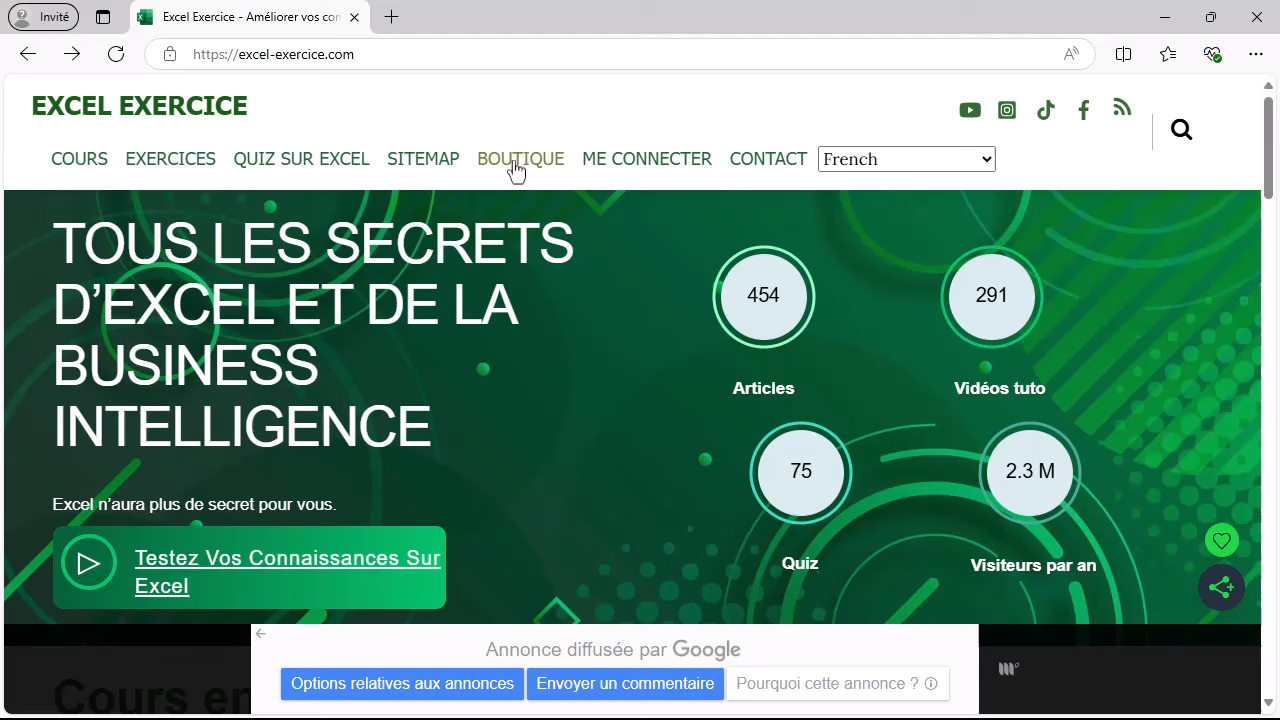 Invité
Excel Exercice - Améliorer vos con
https://excel-exercice.com
EXCEL EXERCICE
COURS EXERCICES QUIZ SUR EXCEL SITEMAP BOUTIQUE ME CONNECTER CONTACT French
TOUS LES SECRETS
D’EXCEL ET DE LA
BUSINESS
INTELLIGENCE
454
Articles
291
Vidéos tuto
75
Quiz
2.3 M
Visiteurs par an
Excel n’aura plus de secret pour vous.
Testez Vos Connaissances Sur
Excel
Annonce diffusée par Google
Options relatives aux annonces Envoyer un commentaire Pourquoi cette annonce ?
Cours en